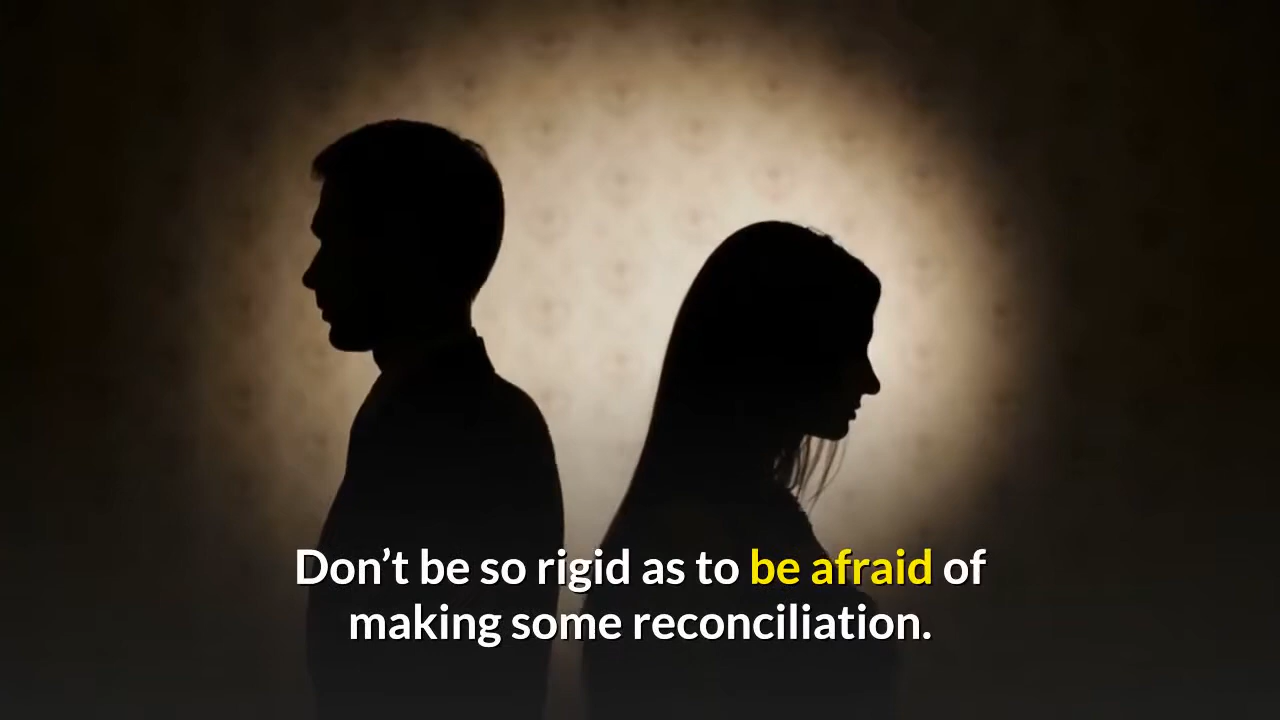 Don’t be so rigid as to be afraid of
making some reconciliation.